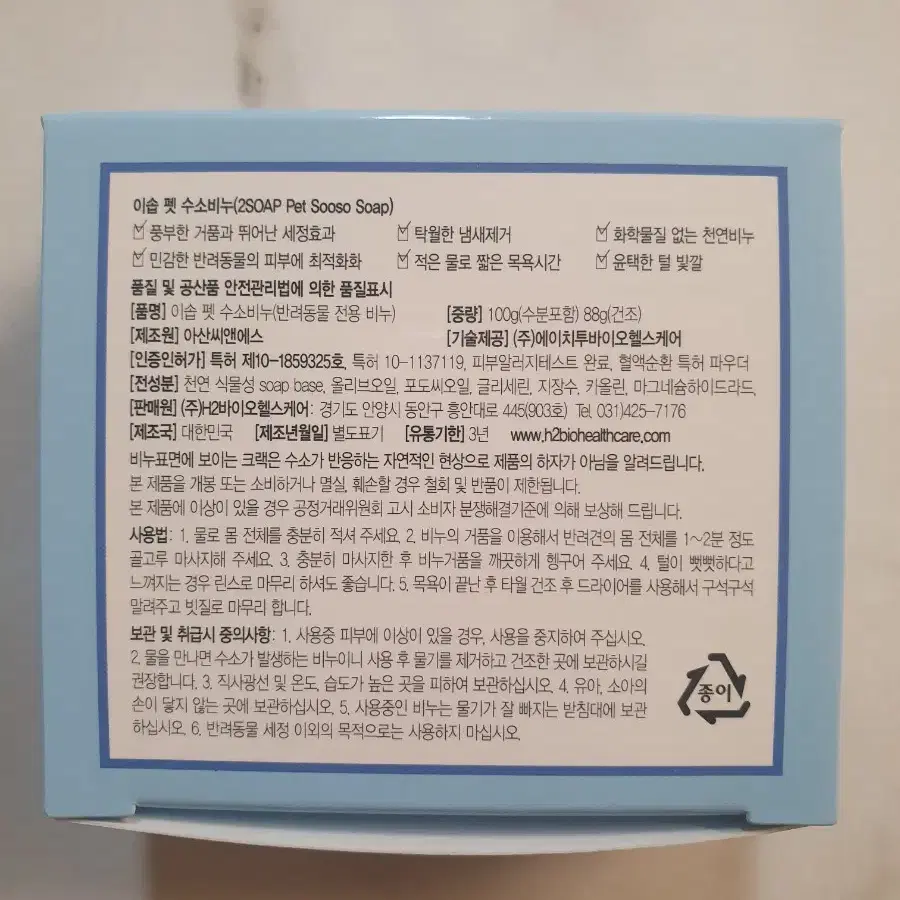 이솝 펫 수소비누(2SOAP Pet Sooso Soap)
풍부한 거품과 뛰어난 세정효과 탁월한 냄새제거 화학물질 없는 천연비누
민감한 반려동물의 피부에 최적화화 적은 물로 짧은 목욕시간 윤택한 털 빛깔
품질 및 공산품 안전관리법에 의한 품질표시
[품명] 이솝 펫 수소비누(반려동물 전용 비누) [중량] 100g(수분포함) 88g(건조)
[제조원] 아산씨앤에스 [기술제공] (주)에이치투바이오헬스케어
[인증인허가] 특허 제10-1859325호, 특허 10-1137119, 피부알러지테스트 완료, 혈액순환 특허 파우더
[전성분] 천연 식물성 soap base, 올리브오일, 포도씨오일, 글리세린, 지장수, 카올린, 마그네슘하이드라드
[판매원] (주)H2바이오헬스케어: 경기도 안양시 동안구 흥안대로 445(903호) Tel. 031)425-7176
[제조국] 대한민국 [제조년월일] 별도표기 [유통기한] 3년 www.h2biohealthcare.com
비누표면에 보이는 크랙은 수소가 반응하는 자연적인 현상으로 제품의 하자가 아님을 알려드립니다.
본 제품을 개봉 또는 소비하거나 멸실, 훼손할 경우 철회 및 반품이 제한됩니다.
본 제품에 이상이 있을 경우 공정거래위원회 고시 소비자 분쟁해결기준에 의해 보상해 드립니다.
사용법: 1. 물로 몸 전체를 충분히 적셔 주세요. 2. 비누의 거품을 이용해서 반려견의 몸 전체를 1~2분 정도
골고루 마사지해 주세요. 3. 충분히 마사지한 후 비누거품을 깨끗하게 헹구어 주세요. 4. 털이 뻣뻣하다고
느껴지는 경우 린스로 마무리 하셔도 좋습니다. 5. 목욕이 끝난 후 타월 건조 후 드라이어를 사용해서 구석구석
말려주고 빗질로 마무리 합니다.
보관 및 취급시 중의사항: 1. 사용중 피부에 이상이 있을 경우, 사용을 중지하여 주십시오.
2. 물을 만나면 수소가 발생하는 비누이니 사용 후 물기를 제거하고 건조한 곳에 보관하시길
권장합니다. 3. 직사광선 및 온도, 습도가 높은 곳을 피하여 보관하십시오. 4. 유아, 소아의
손이 닿지 않는 곳에 보관하십시오. 5. 사용중인 비누는 물기가 잘 빠지는 받침대에 보관
하십시오. 6. 반려동물 세정 이외의 목적으로는 사용하지 마십시오.
종이